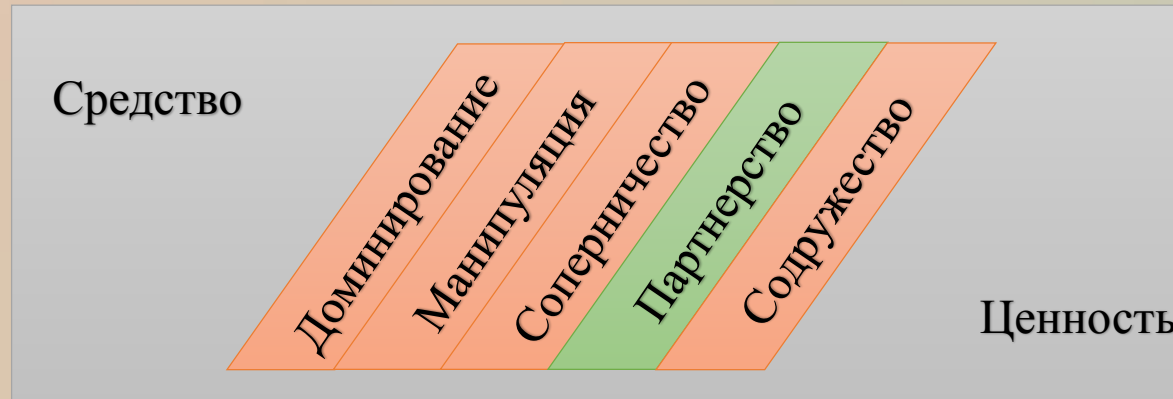 Средство
Доминирование
Манипуляция
Соперничество
Партнерство
Содружество
Ценность